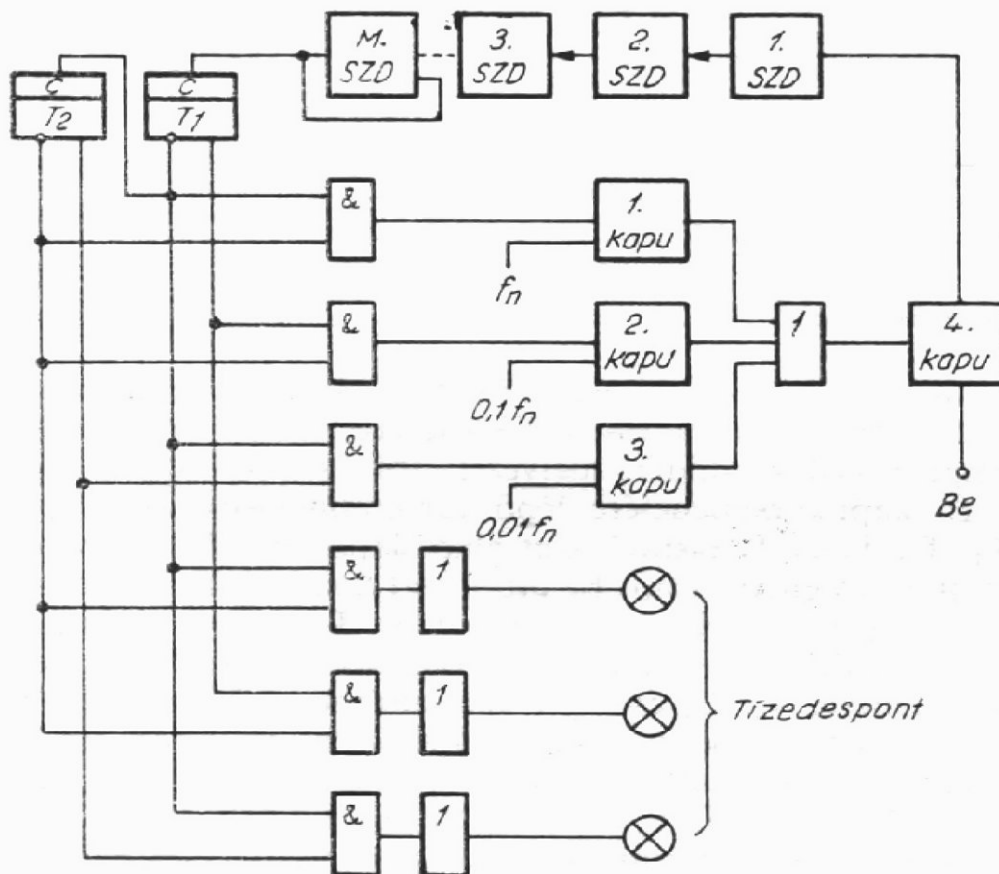 M.
SZD
3.
SZD
2.
SZD
1.
SZD
C
T2
C
T1
&
1.
kapu
fn
&
2.
kapu
1
4.
kapu
0,1fn
&
3.
kapu
0,01fn
Be
&
1
&
1
Tizedespont
&
1